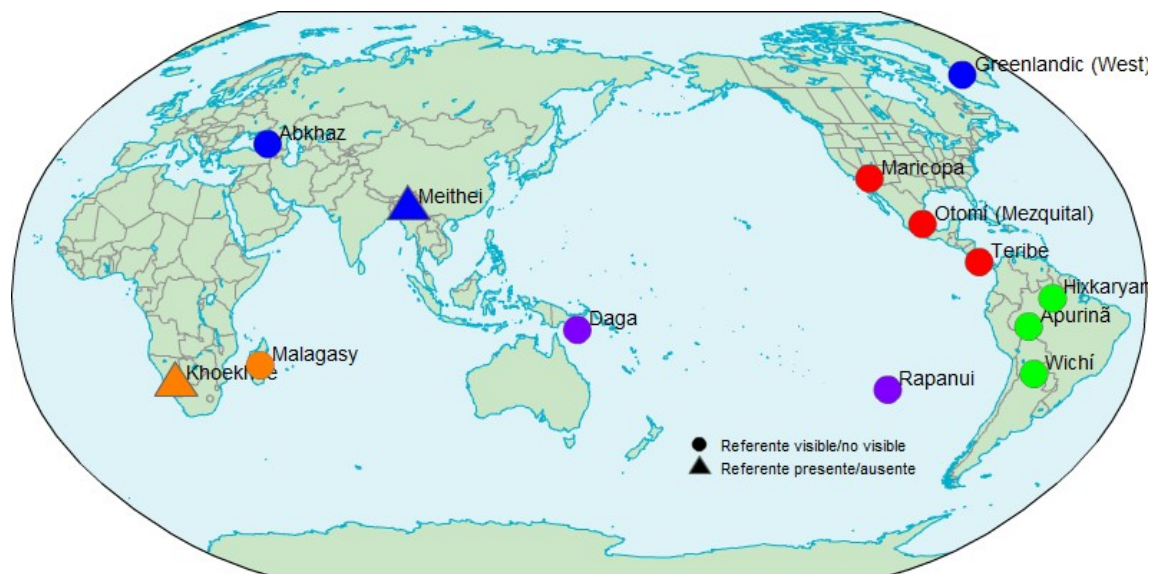 Greenlandic (West)
Abkhaz
Maricopa
Meithei
Otomí (Mezquital)
Teribe
Hixkaryan
Apurinã
Daga
Malagasy
Wichí
Khoekhoe
Rapanui
Referente visible/no visible
Referente presente/ausente